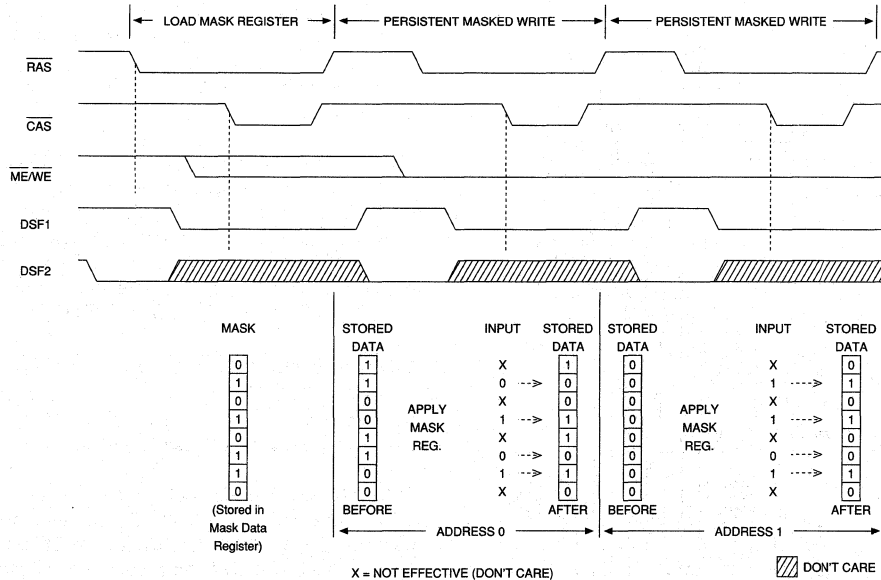 LOAD MASK REGISTER PERSISTENT MASKED WRITE PERSISTENT MASKED WRITE
RAS
CAS
ME/WE
DSF1
DSF2
MASK STORED DATA INPUT STORED DATA STORED DATA INPUT STORED DATA
0 1 X 1 0 X 0
1 1 0 0 0 1 1
0 0 X 0 0 X 0
1 0 1 1 0 1 1
0 1 X 1 0 X 0
1 1 0 0 0 0 0
1 0 1 1 0 1 1
0 0 X 0 0 X 0
APPLY MASK REG.
APPLY MASK REG.
(Stored in
Mask Data
Register)
BEFORE AFTER BEFORE AFTER
ADDRESS 0 ADDRESS 1
X = NOT EFFECTIVE (DON'T CARE)
DON'T CARE